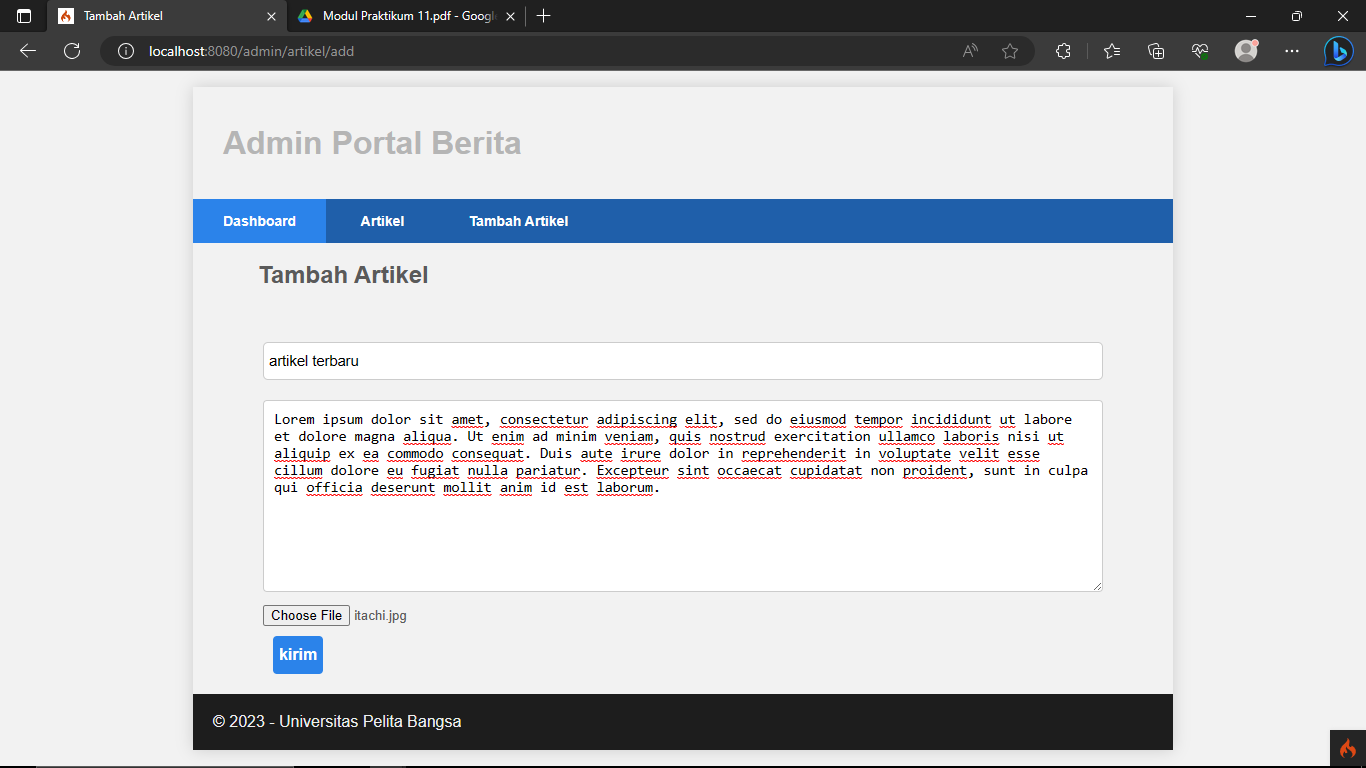 Tambah Artikel
Modul Praktikum 11.pdf - Googl
localhost:8080/admin/artikel/add
Admin Portal Berita
Dashboard Artikel Tambah Artikel
Tambah Artikel
artikel terbaru
Lorem ipsum dolor sit amet, consectetur adipiscing elit, sed do eiusmod tempor incididunt ut labore
et dolore magna aliqua. Ut enim ad minim veniam, quis nostrud exercitation ullamco laboris nisi ut
aliquip ex ea commodo consequat. Duis aute irure dolor in reprehenderit in voluptate velit esse
cillum dolore eu fugiat nulla pariatur. Excepteur sint occaecat cupidatat non proident, sunt in culpa
qui officia deserunt mollit anim id est laborum.
Choose File itachi.jpg
kirim
© 2023 - Universitas Pelita Bangsa